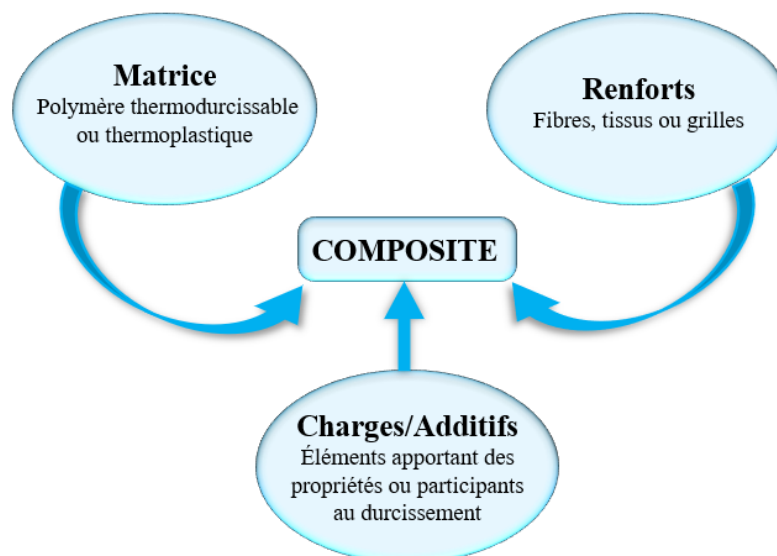 Matrice
Polymère thermodurcissable
ou thermoplastique
Renforts
Fibres, tissus ou grilles
COMPOSITE
Charges/Additifs
Éléments apportant des
propriétés ou participants
au durcissement